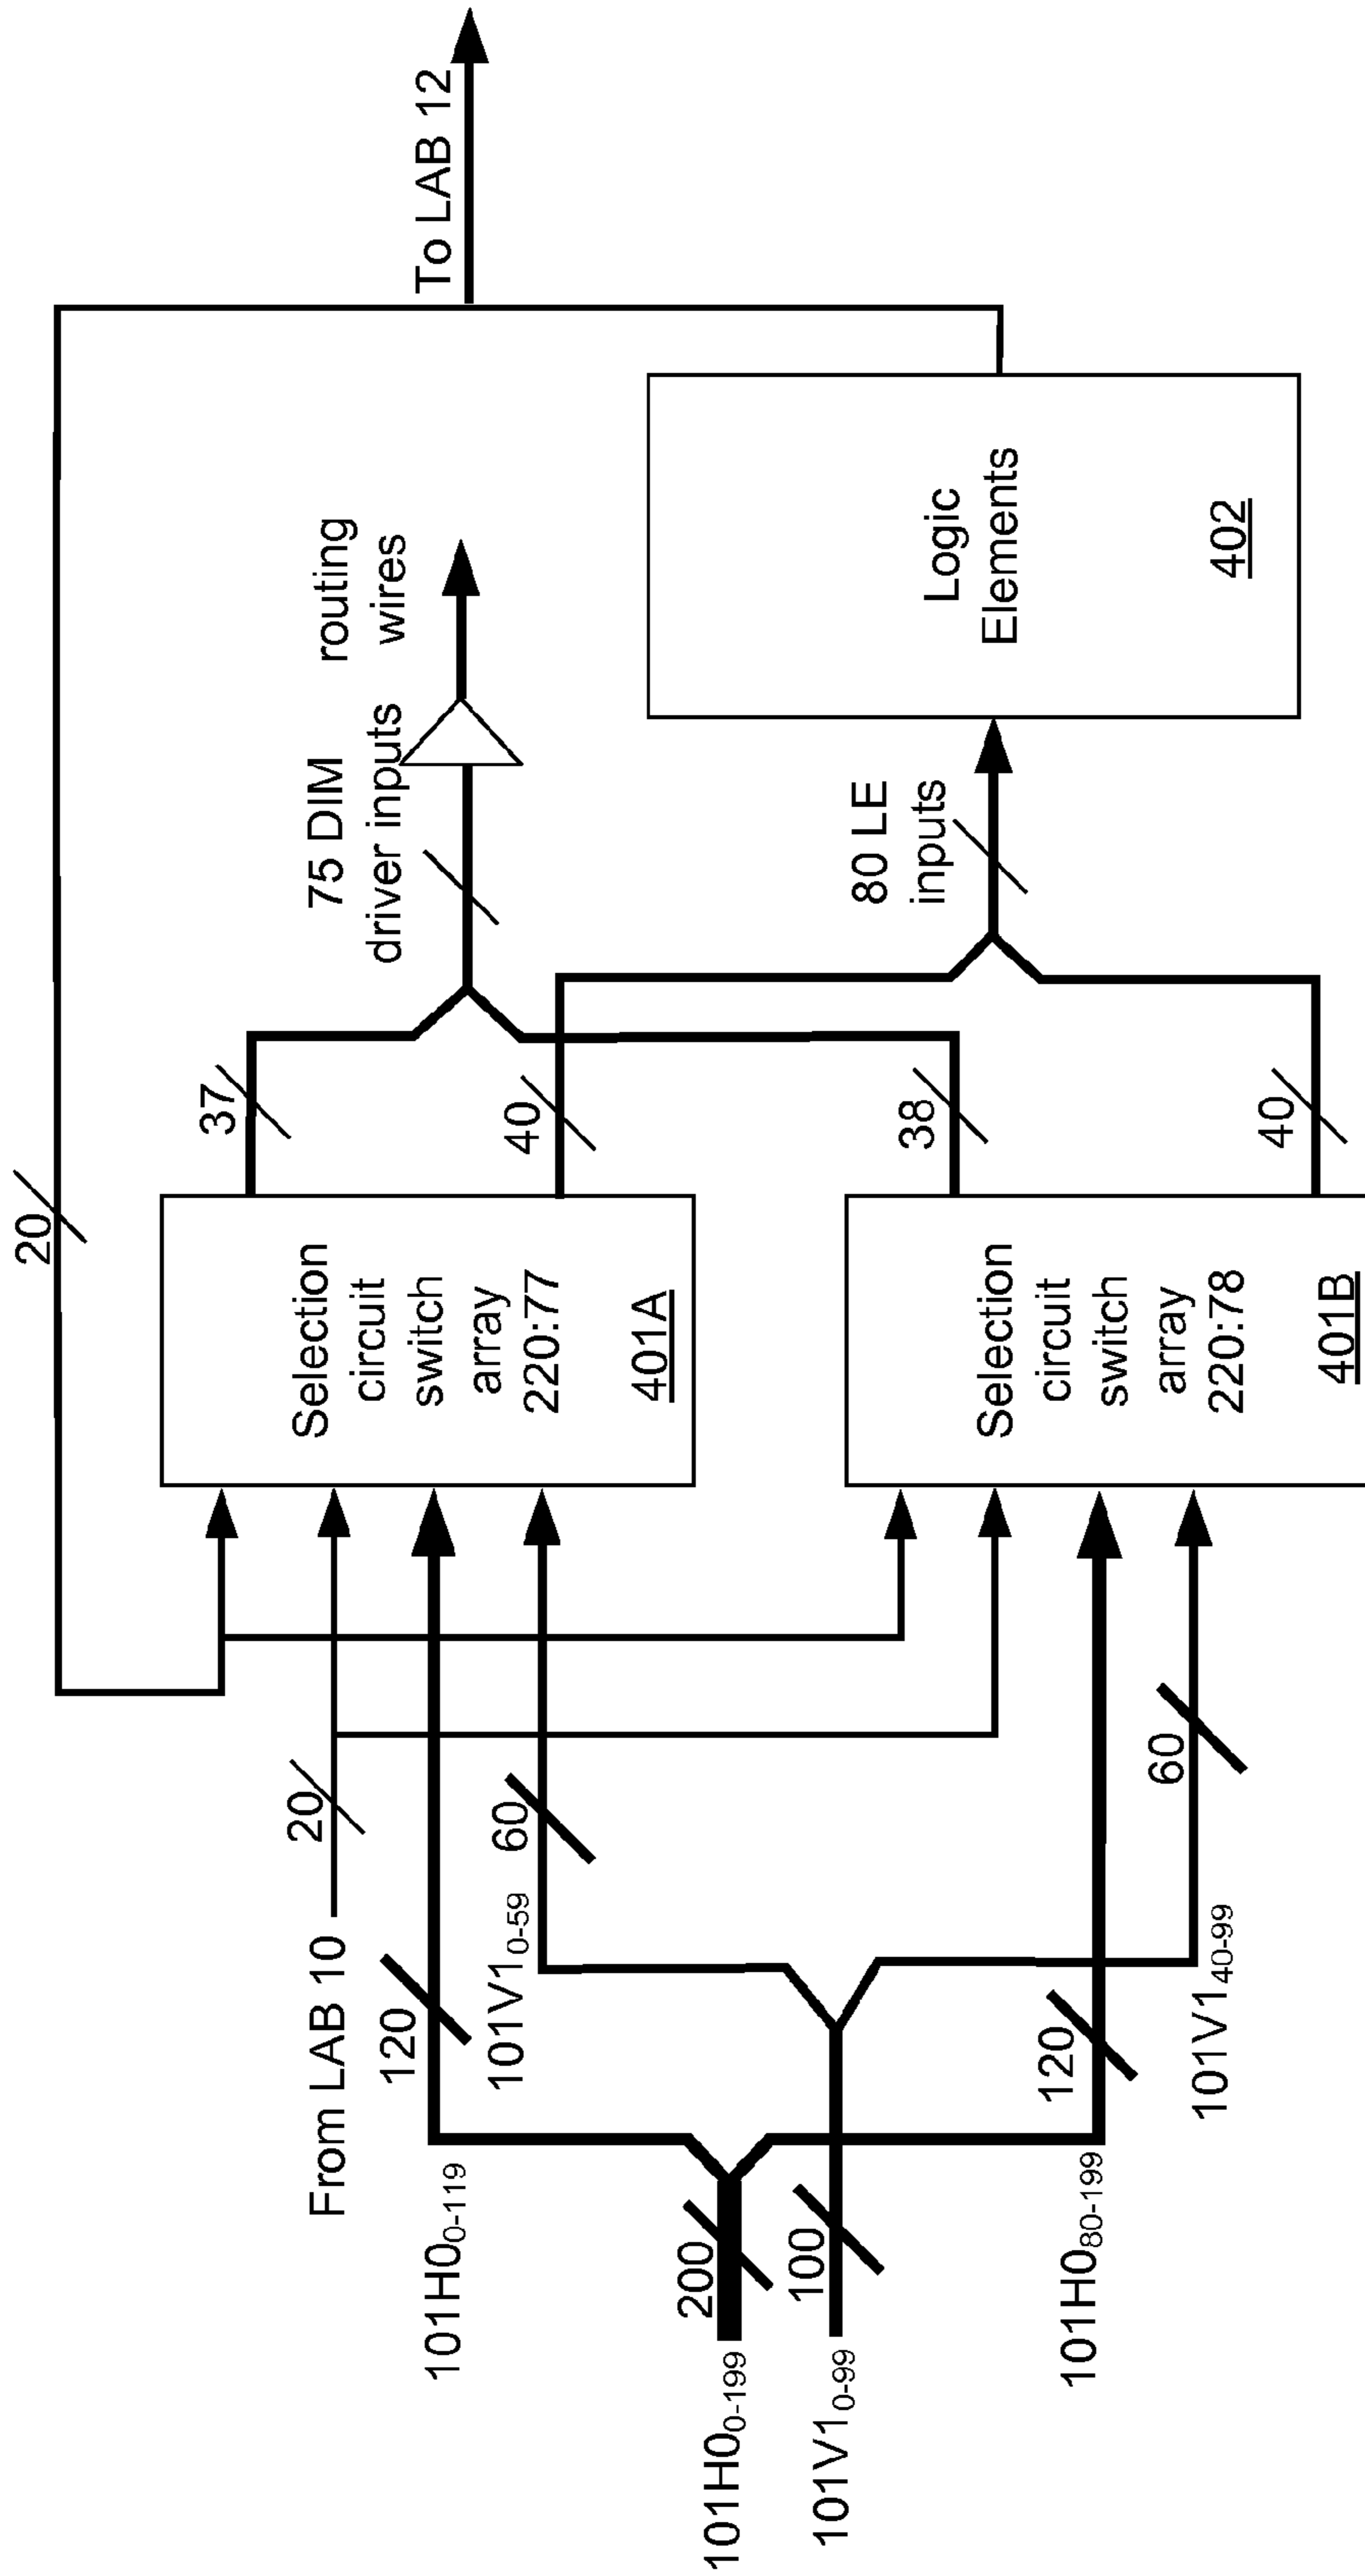 20
To LAB 12
37
75 DIM
driver inputs
routing
wires
Selection
circuit
switch
array
220:77
401A
40
From LAB 10
20
120
101H0₀₋₁₁₉
60
101V1₀₋₅₉
80 LE
inputs
Logic
Elements
402
200
101H0₀₋₁₉₉
100
101V1₀₋₉₉
38
Selection
circuit
switch
array
220:78
401B
40
120
101H0₈₀₋₁₉₉
60
101V1₄₀₋₉₉